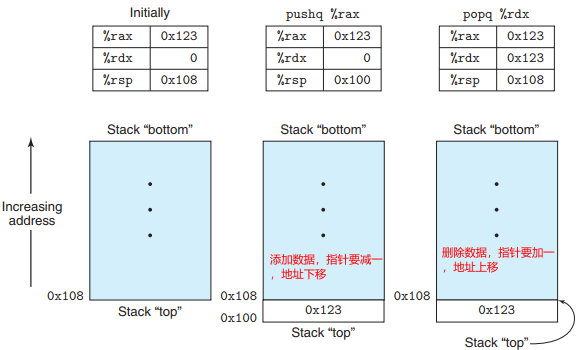 Initially
%rax 0x123
%rdx 0
%rsp 0x108
Stack “bottom”
Increasing
address
0x108
Stack “top”
pushq %rax
%rax 0x123
%rdx 0
%rsp 0x100
Stack “bottom”
添加数据，指针要减一
，地址下移
0x108
0x100
0x123
Stack “top”
popq %rdx
%rax 0x123
%rdx 0x123
%rsp 0x108
Stack “bottom”
删除数据，指针要加一
，地址上移
0x108
0x123
Stack “top”